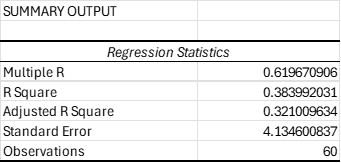 SUMMARY OUTPUT
Regression Statistics
Multiple R 0.619670906
R Square 0.383992031
Adjusted R Square 0.321009634
Standard Error 4.134600837
Observations 60